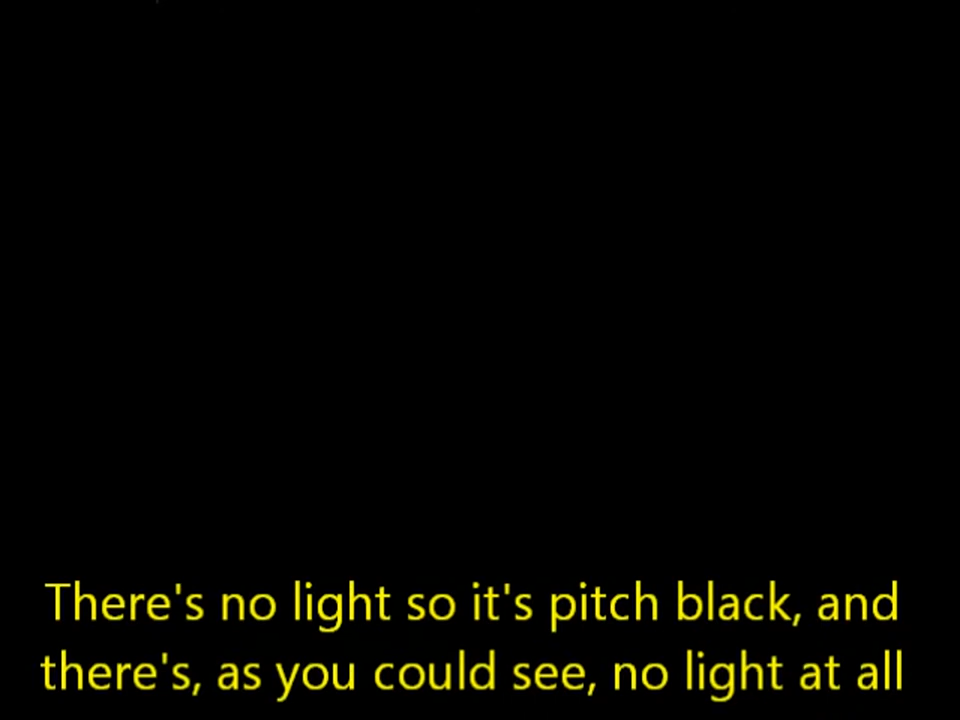 There's no light so it's pitch black, and
there's, as you could see, no light at all